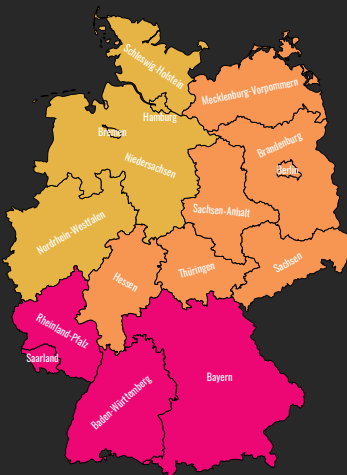 Schleswig-Holstein
Mecklenburg-Vorpommern
Hamburg
Bremen
Brandenburg
Berlin
Niedersachsen
Sachsen-Anhalt
Nordrhein-Westfalen
Sachsen
Thüringen
Hessen
Rheinland-Pfalz
Saarland
Bayern
Baden-Württemberg